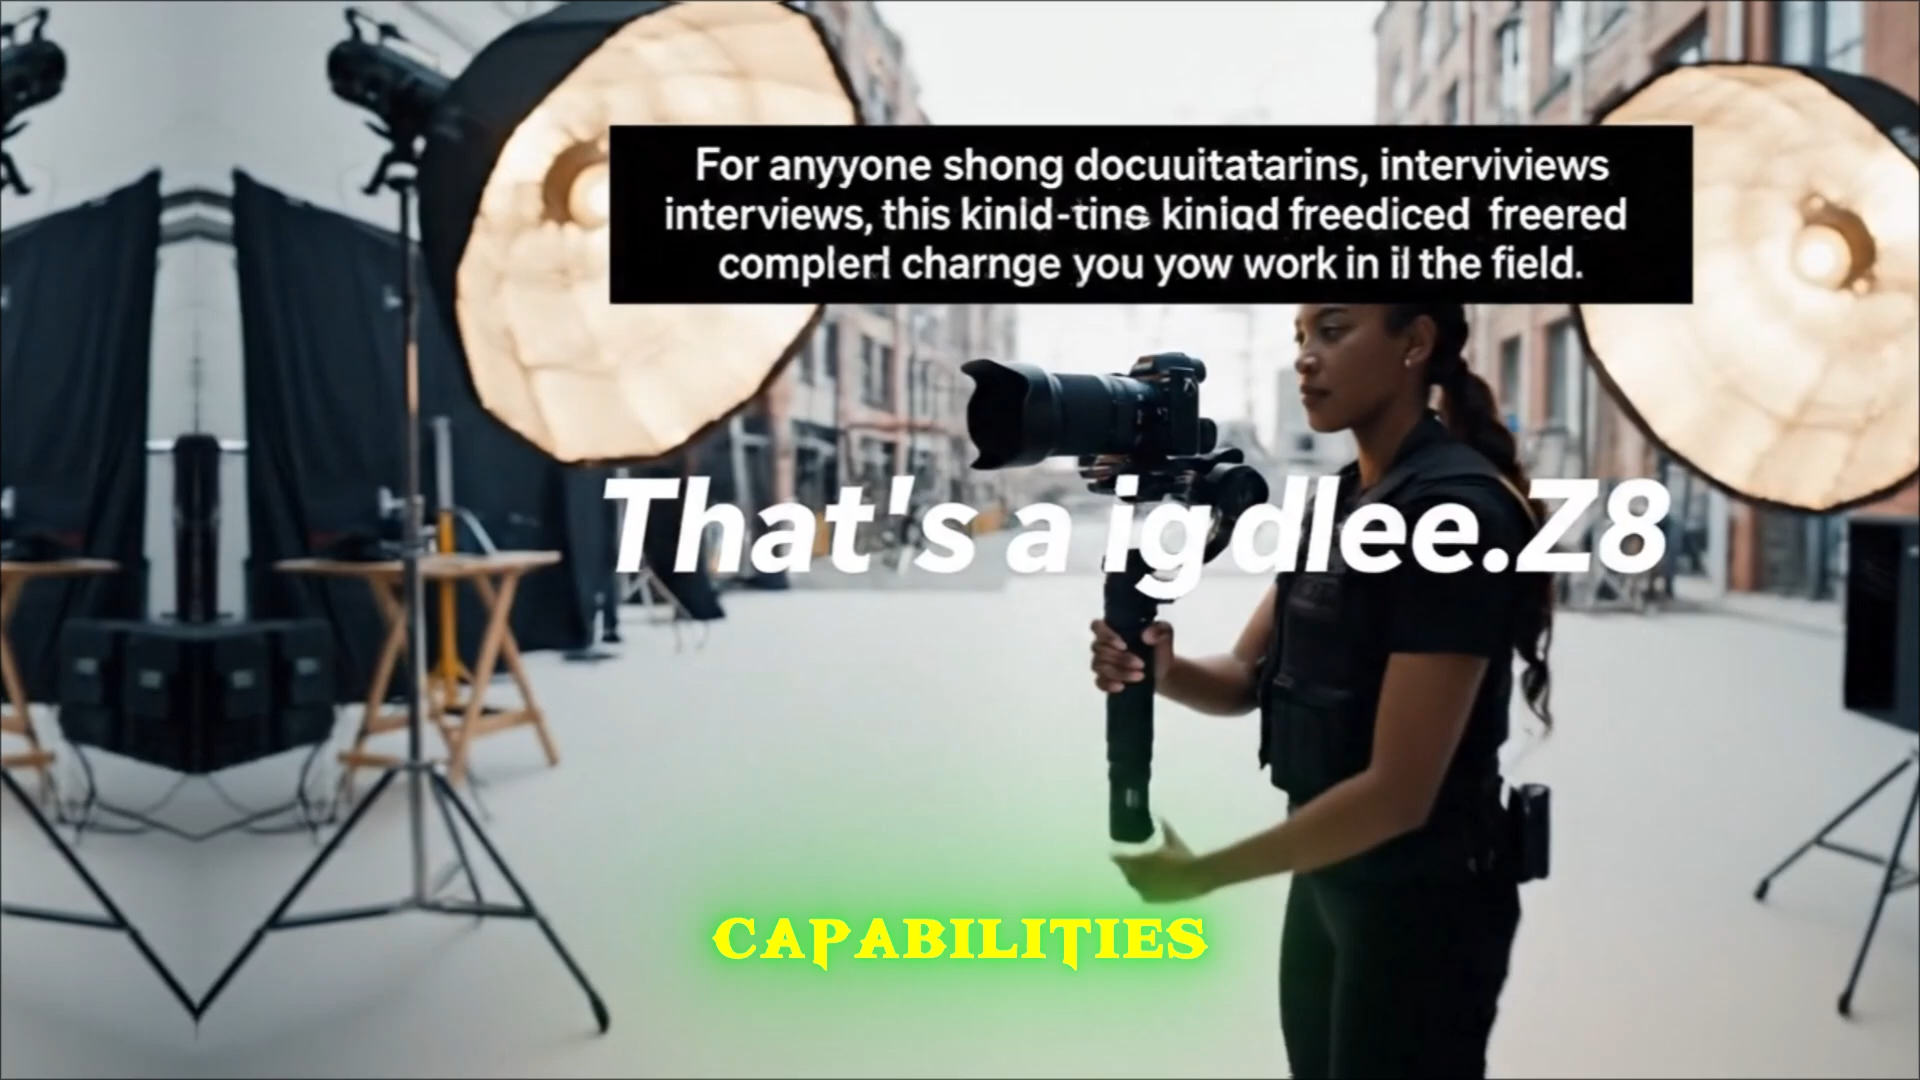 For anyyone shong docuuitatarins, interviviews
interviews, this kinld-tine kiniad freediced freered
complerl charnge you yow work in il the field.
That's a ig dlee.Z8
CAPABILITIES